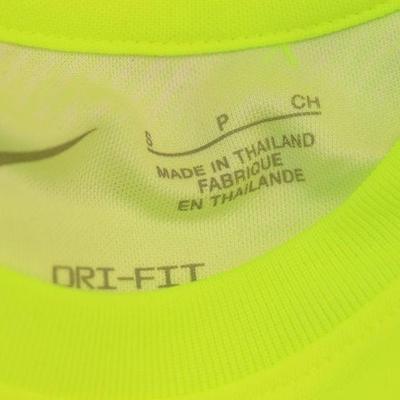 S P CH
MADE IN THAILAND
FABRIQUE
EN THAILANDE
DRI-FIT